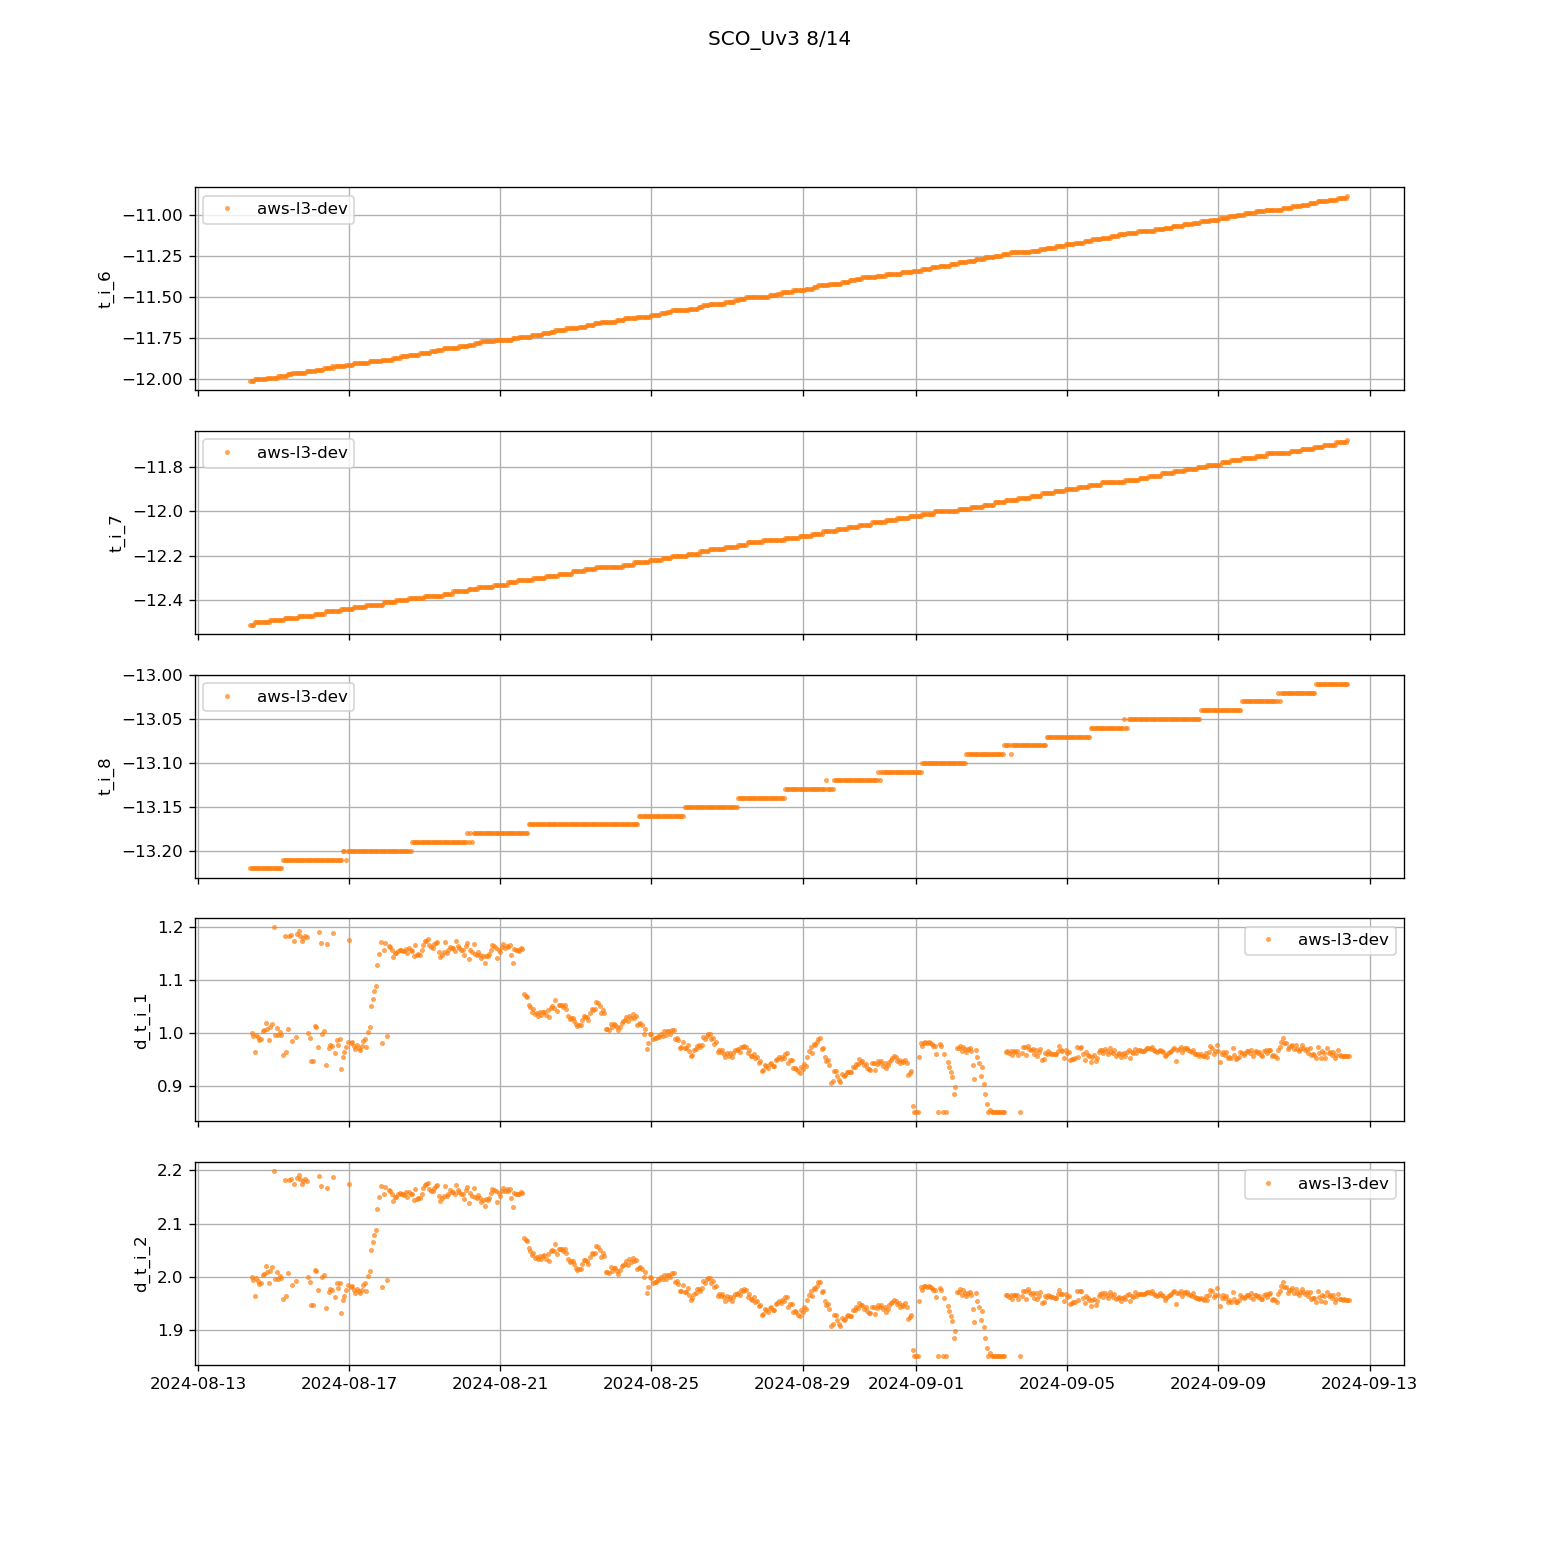 SCO_Uv3 8/14
aws-l3-dev
−11.00
−11.25
−11.50
−11.75
−12.00
t_i_6
aws-l3-dev
−11.8
−12.0
−12.2
−12.4
t_i_7
aws-l3-dev
−13.00
−13.05
−13.10
−13.15
−13.20
t_i_8
aws-l3-dev
1.2
1.1
1.0
0.9
d_t_i_1
aws-l3-dev
2.2
2.1
2.0
1.9
d_t_i_2
2024-08-13 2024-08-17 2024-08-21 2024-08-25 2024-08-29 2024-09-01 2024-09-05 2024-09-09 2024-09-13